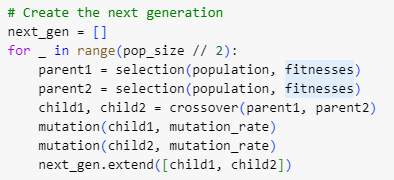 # Create the next generation
next_gen = []
for _ in range(pop_size // 2):
    parent1 = selection(population, fitnesses)
    parent2 = selection(population, fitnesses)
    child1, child2 = crossover(parent1, parent2)
    mutation(child1, mutation_rate)
    mutation(child2, mutation_rate)
    next_gen.extend([child1, child2])